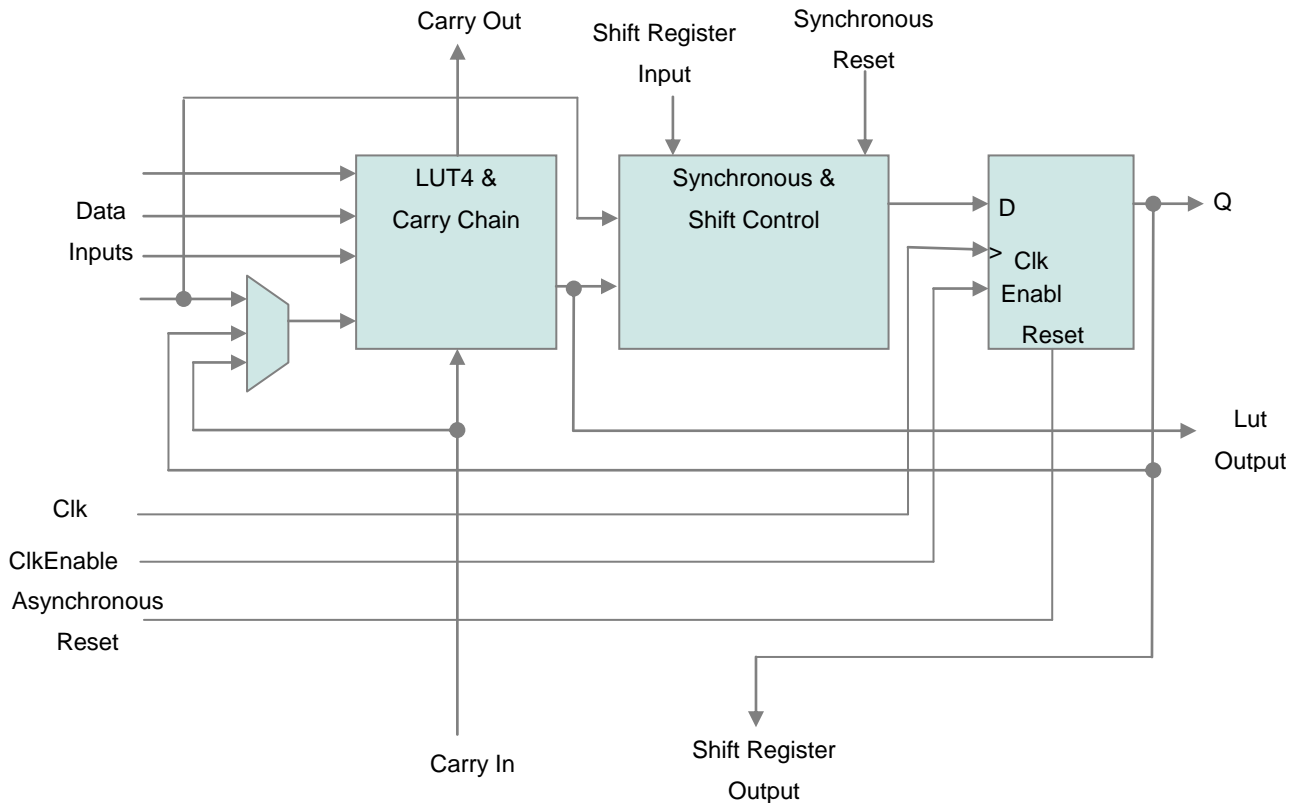 Carry Out
Shift Register
Input
Synchronous
Reset
Data
Inputs
LUT4 &
Carry Chain
Synchronous &
Shift Control
D
> Clk
Enabl
Reset
Q
Lut
Output
Clk
ClkEnable
Asynchronous
Reset
Carry In
Shift Register
Output